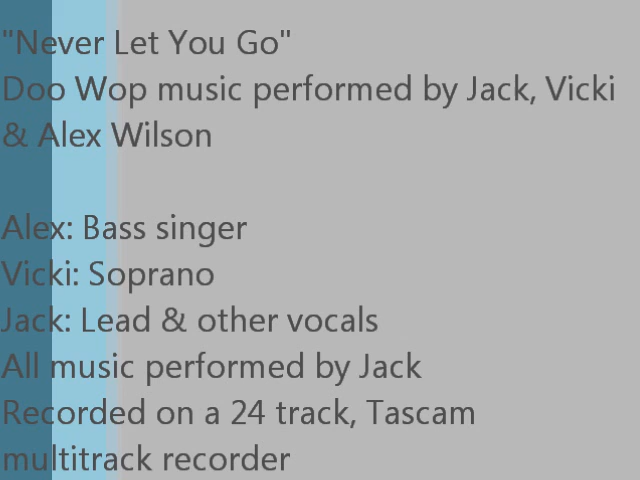 "Never Let You Go"
Doo Wop music performed by Jack, Vicki
& Alex Wilson
Alex: Bass singer
Vicki: Soprano
Jack: Lead & other vocals
All music performed by Jack
Recorded on a 24 track, Tascam
multitrack recorder